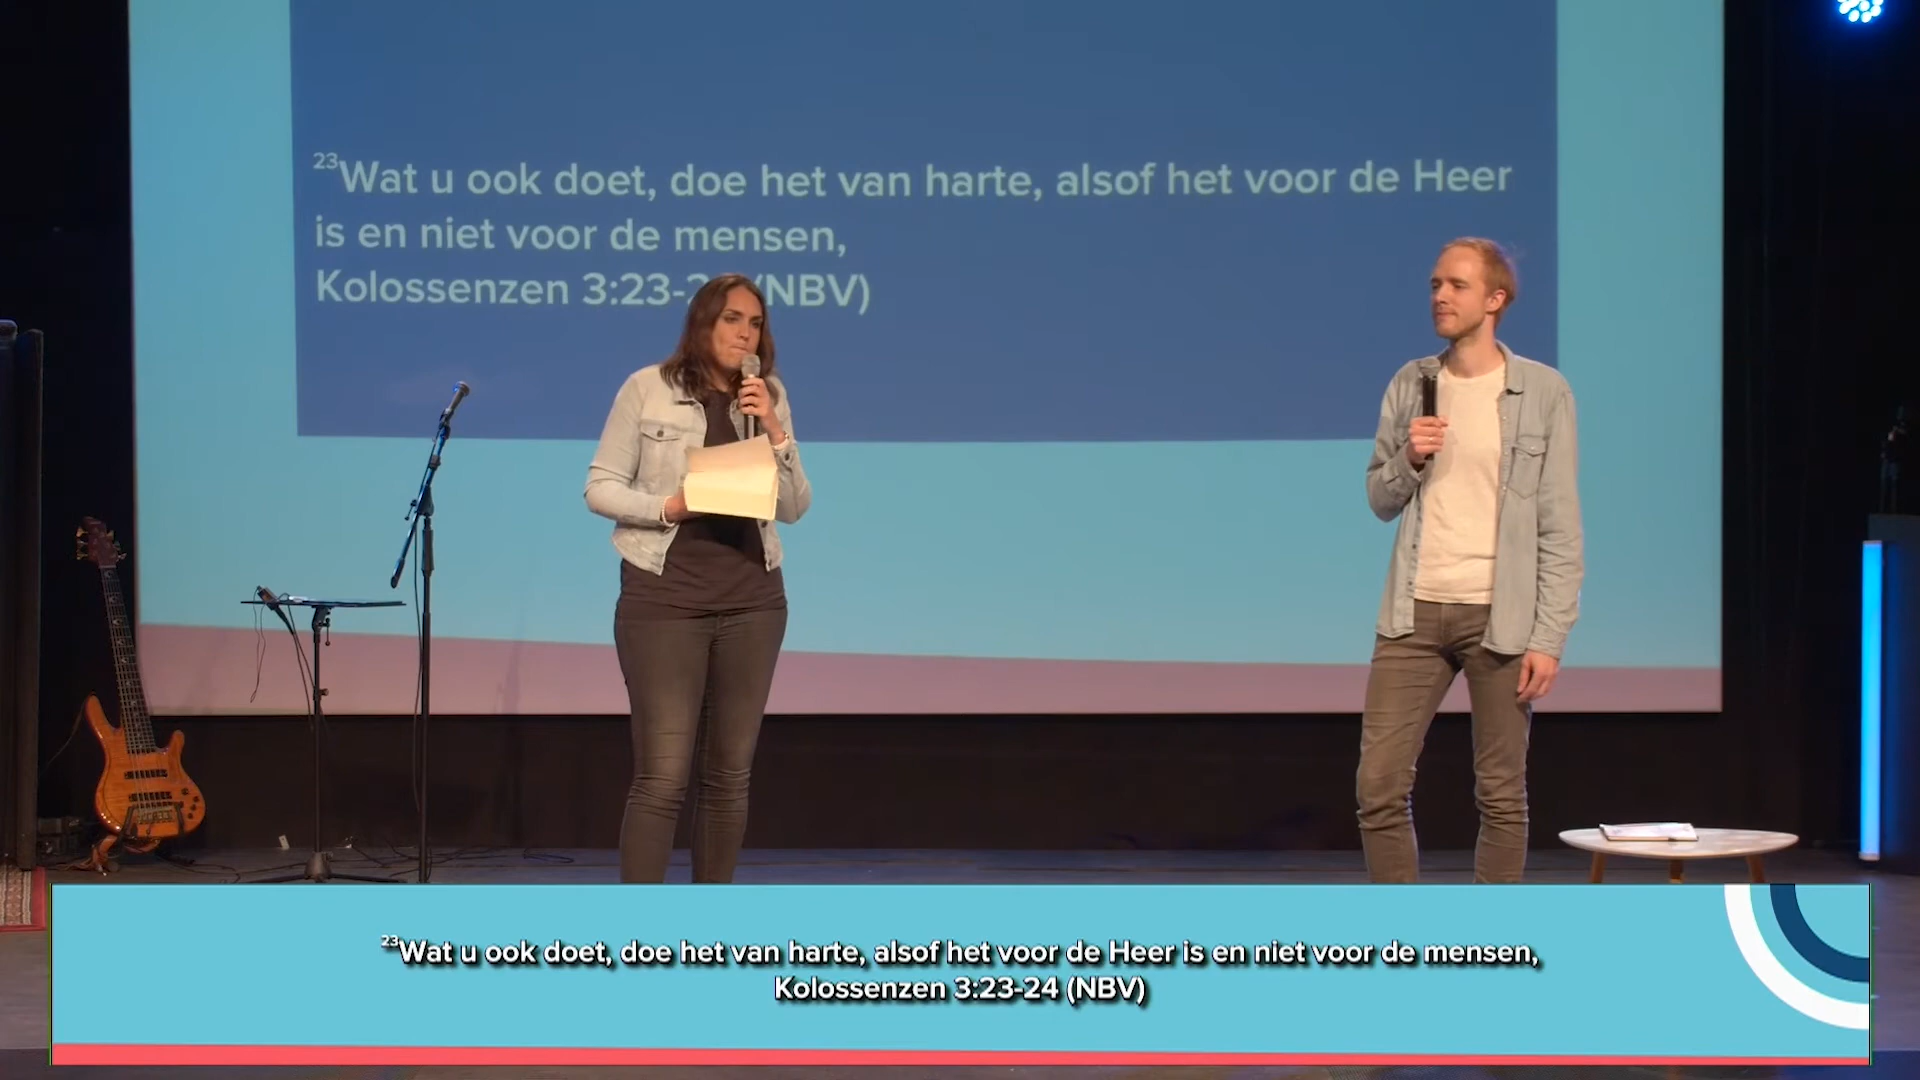 ²³Wat u ook doet, doe het van harte, alsof het voor de Heer
is en niet voor de mensen,
Kolossenzen 3:23-2 (NBV)
²³Wat u ook doet, doe het van harte, alsof het voor de Heer is en niet voor de mensen,
Kolossenzen 3:23-24 (NBV)